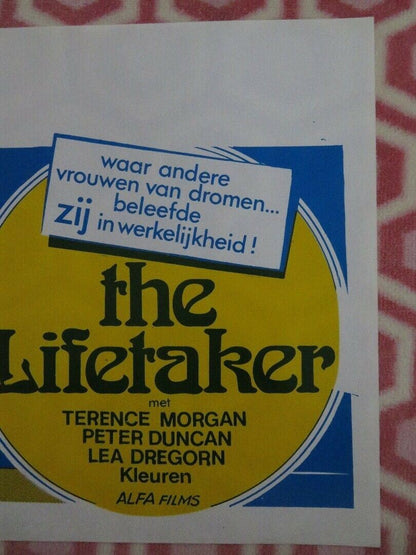 waar andere
vrouwen van dromen...
beleefde
zij in werkelijkheid!
the
Lifetaker
met
TERENCE MORGAN
PETER DUNCAN
LEA DREGORN
Kleuren
ALFA FILMS